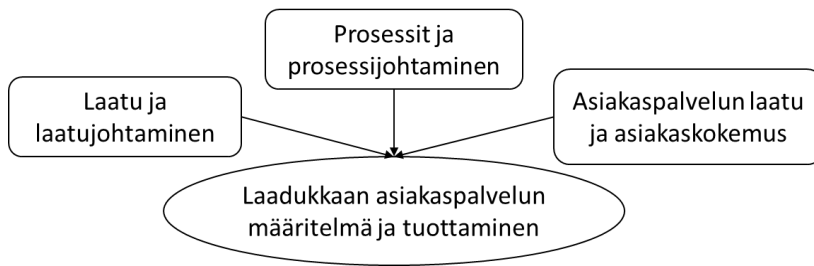 Prosessit ja
prosessijohtaminen
Laatu ja
laatujohtaminen
Asiakaspalvelun laatu
ja asiakaskokemus
Laadukkaan asiakaspalvelun
määritelmä ja tuottaminen